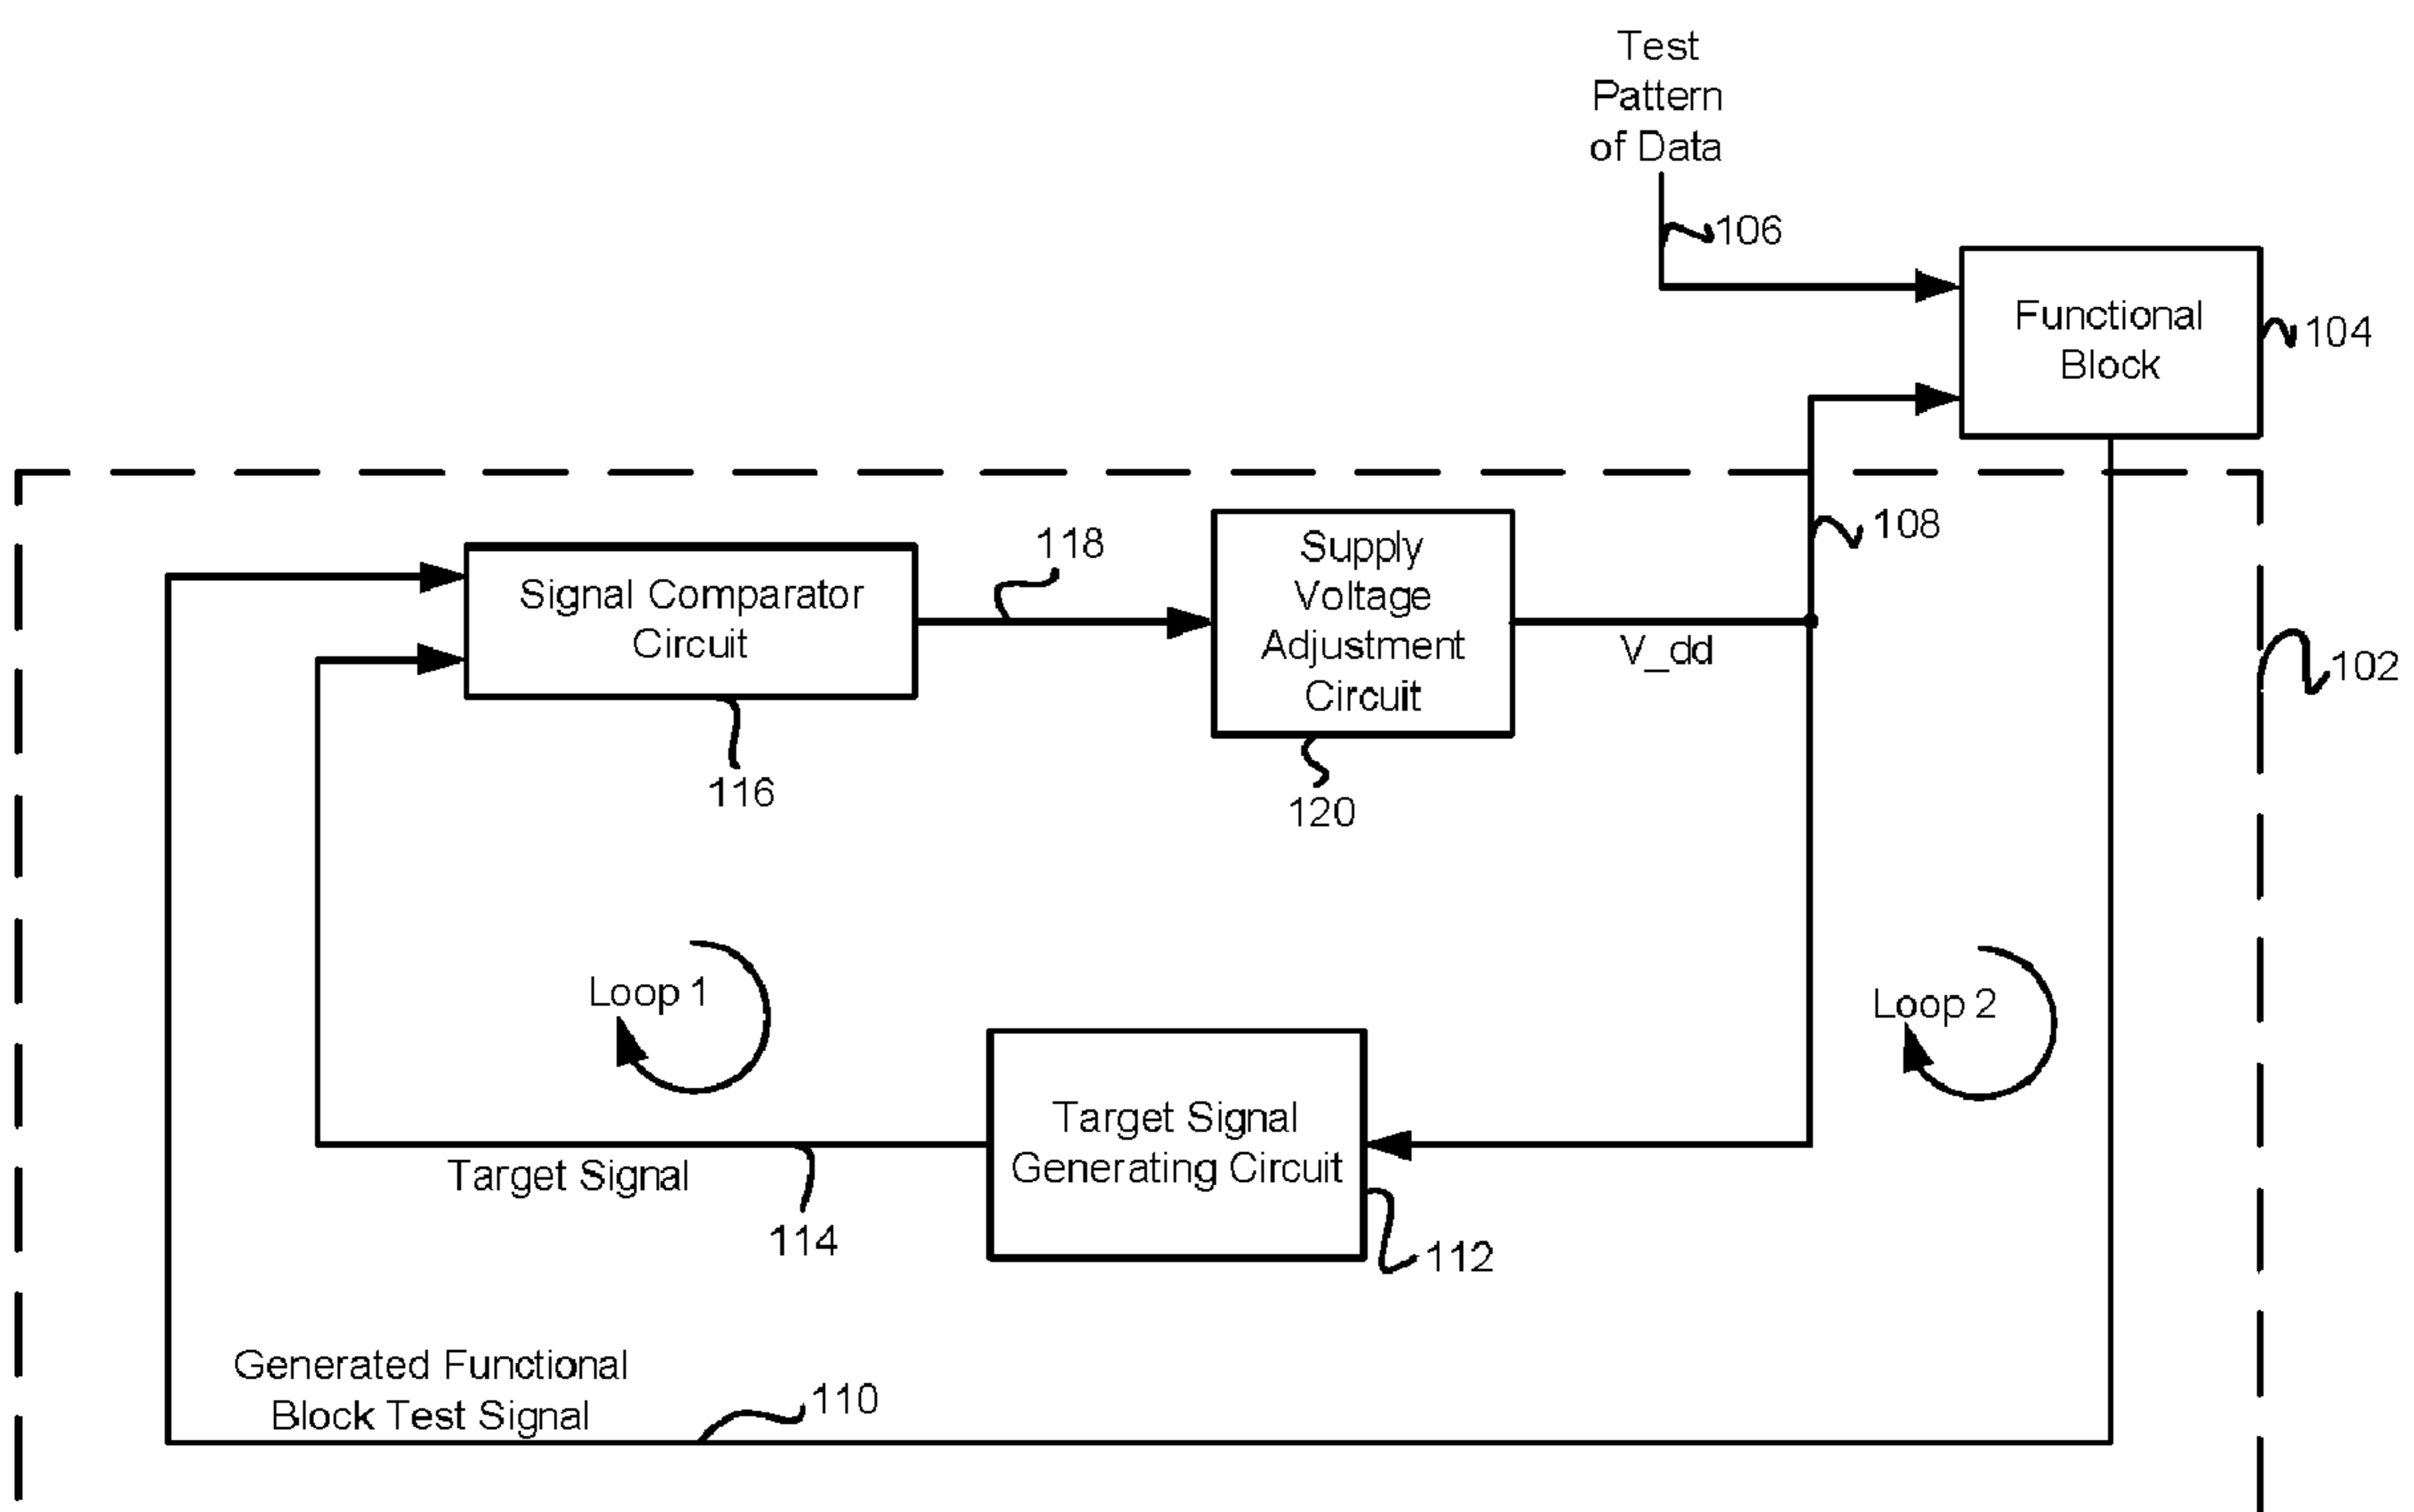 Test
Pattern
of Data
106
Functional
Block
104
108
118
Signal Comparator
Circuit
Supply
Voltage
Adjustment
Circuit
V_dd
102
116
120
Loop 1
Loop 2
Target Signal
Generating Circuit
Target Signal
114
112
Generated Functional
Block Test Signal
110